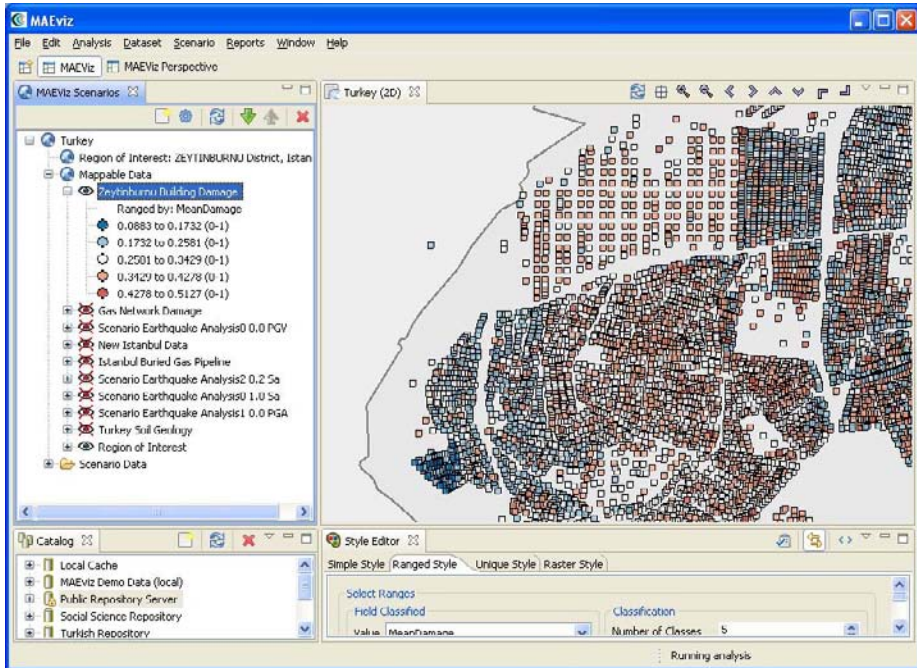 MAEviz
File Edit Analysis Dataset Scenario Reports Window Help
MAEViz MAEViz Perspective
MAEViz Scenarios
Turkey
Region of Interest: ZEYTINBURNU District, Istan
Mappable Data
Zeytinburnu Building Damage
Ranged by: MeanDamage
0.0883 to 0.1732 (0-1)
0.1732 to 0.2581 (0-1)
0.2581 to 0.3429 (0-1)
0.3429 to 0.4278 (0-1)
0.4278 to 0.5127 (0-1)
Gas Network Damage
Scenario Earthquake Analysis0 0.0 PGV
New Istanbul Data
Istanbul Buried Gas Pipeline
Scenario Earthquake Analysis2 0.2 Sa
Scenario Earthquake Analysis0 1.0 Sa
Scenario Earthquake Analysis1 0.0 PGA
Turkey Soil Geology
Region of Interest
Scenario Data
Turkey (2D)
Catalog
Local Cache
MAEviz Demo Data (local)
Public Repository Server
Social Science Repository
Turkish Repository
Style Editor
Simple Style Ranged Style Unique Style Raster Style
Select Ranges
Field Classified
Value MeanDamage
Classification
Number of Classes 5
Running analysis